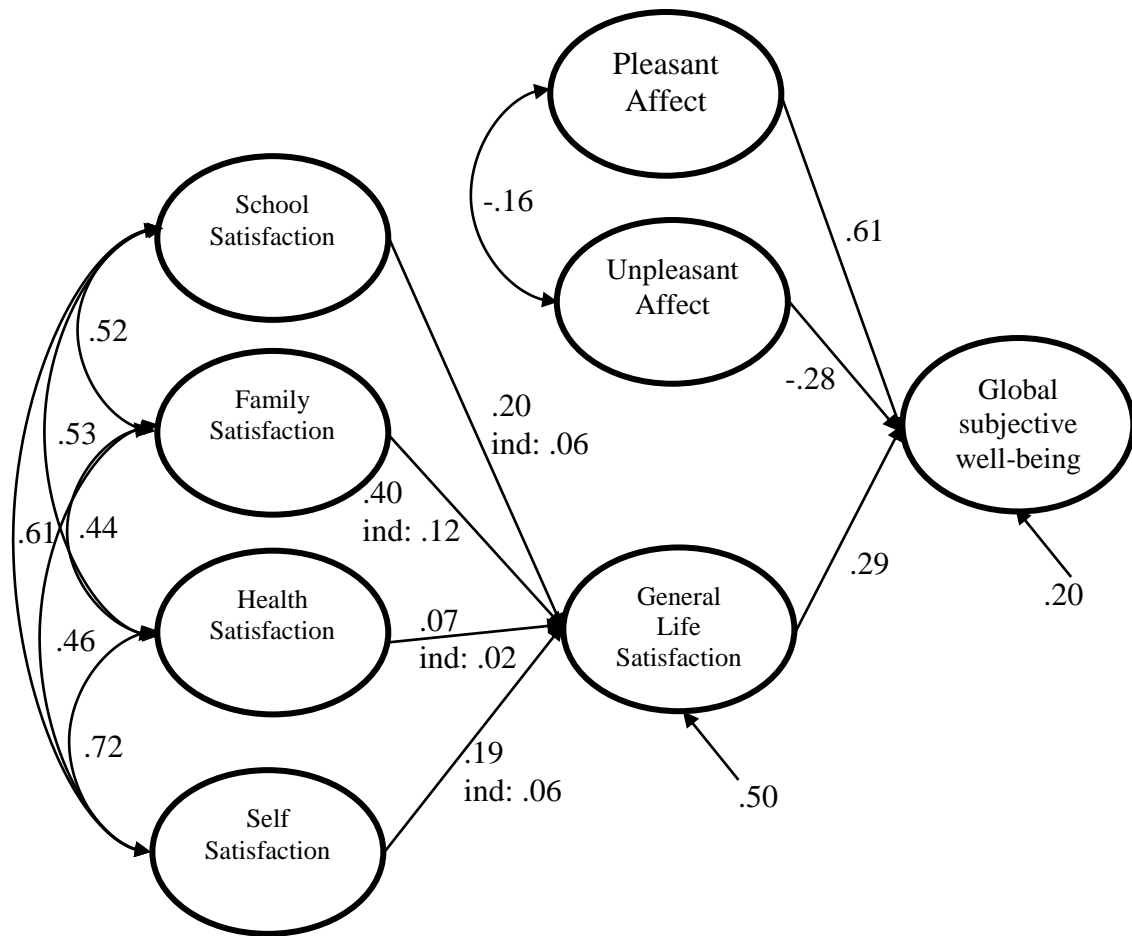 Pleasant
Affect
-.16
.61
School
Satisfaction
Unpleasant
Affect
.52
-.28
Family
Satisfaction
.20
ind: .06
Global
subjective
well-being
.53
.40
ind: .12
.61
.44
.29
.20
Health
Satisfaction
.07
ind: .02
General
Life
Satisfaction
.46
.72
.19
ind: .06
.50
Self
Satisfaction